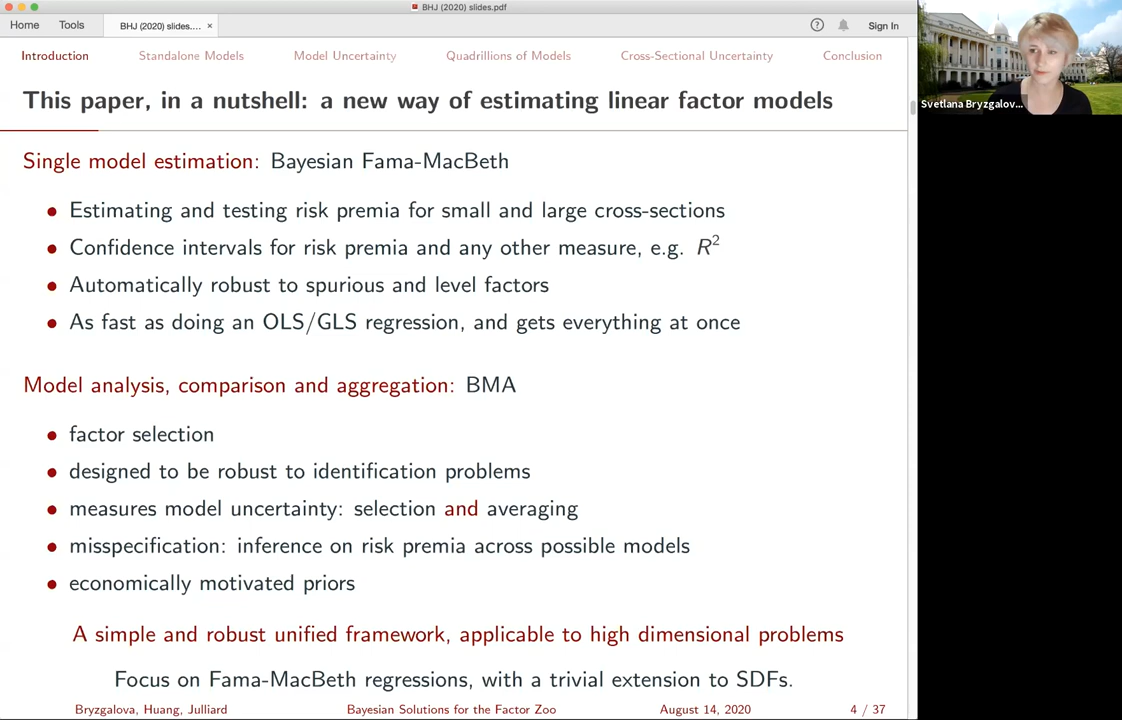 BHJ (2020) slides.pdf
Home Tools BHJ (2020) slides.... × Sign In
Introduction Standalone Models Model Uncertainty Quadrillions of Models Cross-Sectional Uncertainty Conclusion
Svetlana Bryzgalov...
This paper, in a nutshell: a new way of estimating linear factor models
Single model estimation: Bayesian Fama-MacBeth
• Estimating and testing risk premia for small and large cross-sections
• Confidence intervals for risk premia and any other measure, e.g. R²
• Automatically robust to spurious and level factors
• As fast as doing an OLS/GLS regression, and gets everything at once
Model analysis, comparison and aggregation: BMA
• factor selection
• designed to be robust to identification problems
• measures model uncertainty: selection and averaging
• misspecification: inference on risk premia across possible models
• economically motivated priors
A simple and robust unified framework, applicable to high dimensional problems
Focus on Fama-MacBeth regressions, with a trivial extension to SDFs.
Bryzgalova, Huang, Julliard Bayesian Solutions for the Factor Zoo August 14, 2020 4 / 37